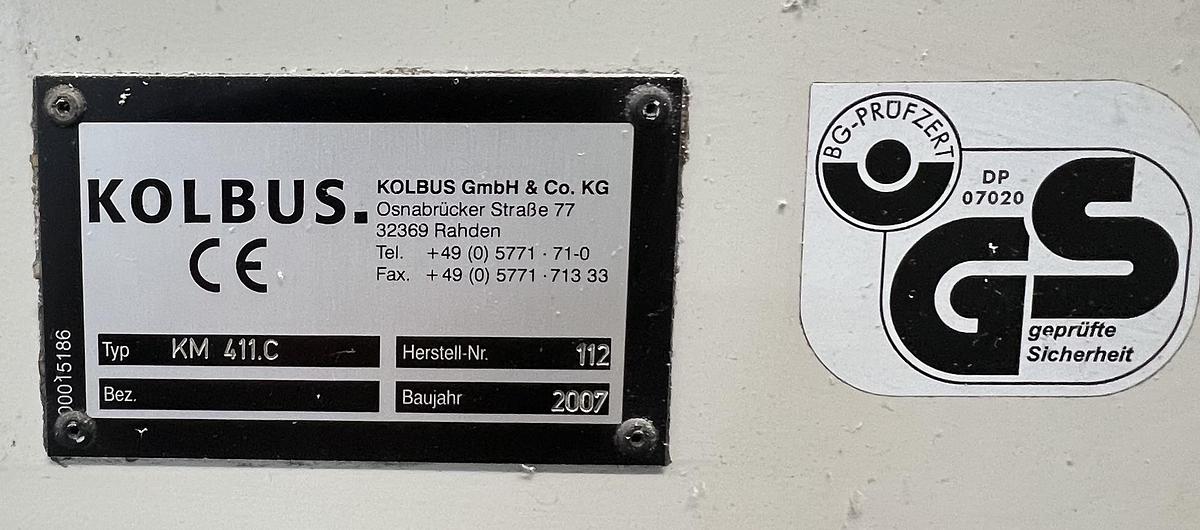 KOLBUS.
CE
KOLBUS GmbH & Co. KG
Osnabrücker Straße 77
32369 Rahden
Tel. +49 (0) 5771 · 71-0
Fax. +49 (0) 5771 · 713 33
Typ KM 411.C
Herstell-Nr. 112
Bez.
Baujahr 2007
00015186
BG-PRÜFZERT
DP
07020
GS
geprüfte
Sicherheit